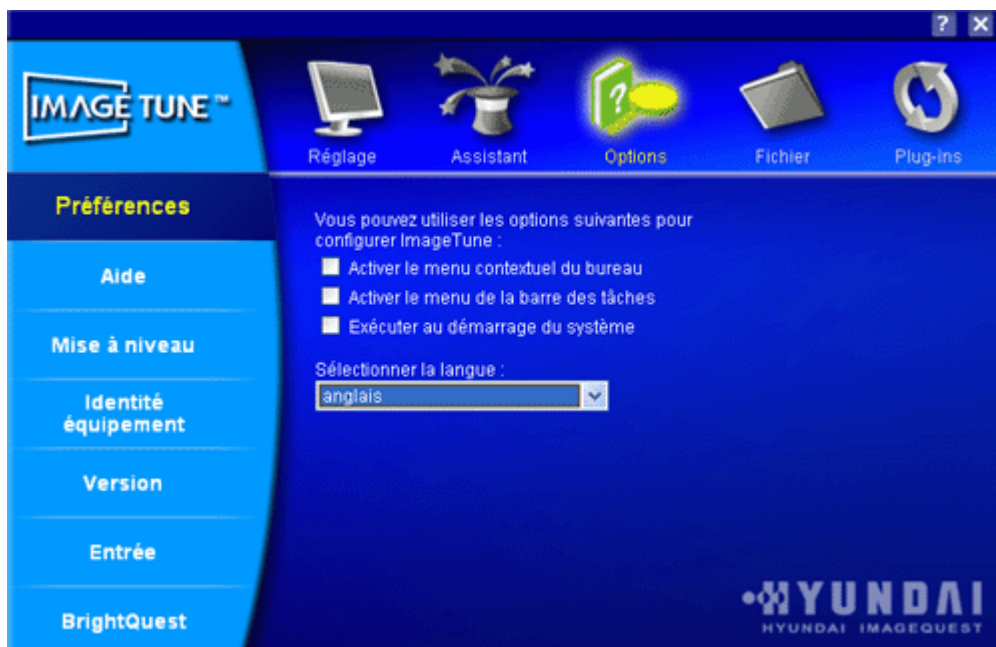 IMAGE TUNE™
Réglage
Assistant
Options
Fichier
Plug-ins
Préférences
Aide
Mise à niveau
Identité
équipement
Version
Entrée
BrightQuest
Vous pouvez utiliser les options suivantes pour
configurer ImageTune :
Activer le menu contextuel du bureau
Activer le menu de la barre des tâches
Exécuter au démarrage du système
Sélectionner la langue :
anglais
HYUNDAI
HYUNDAI IMAGEQUEST